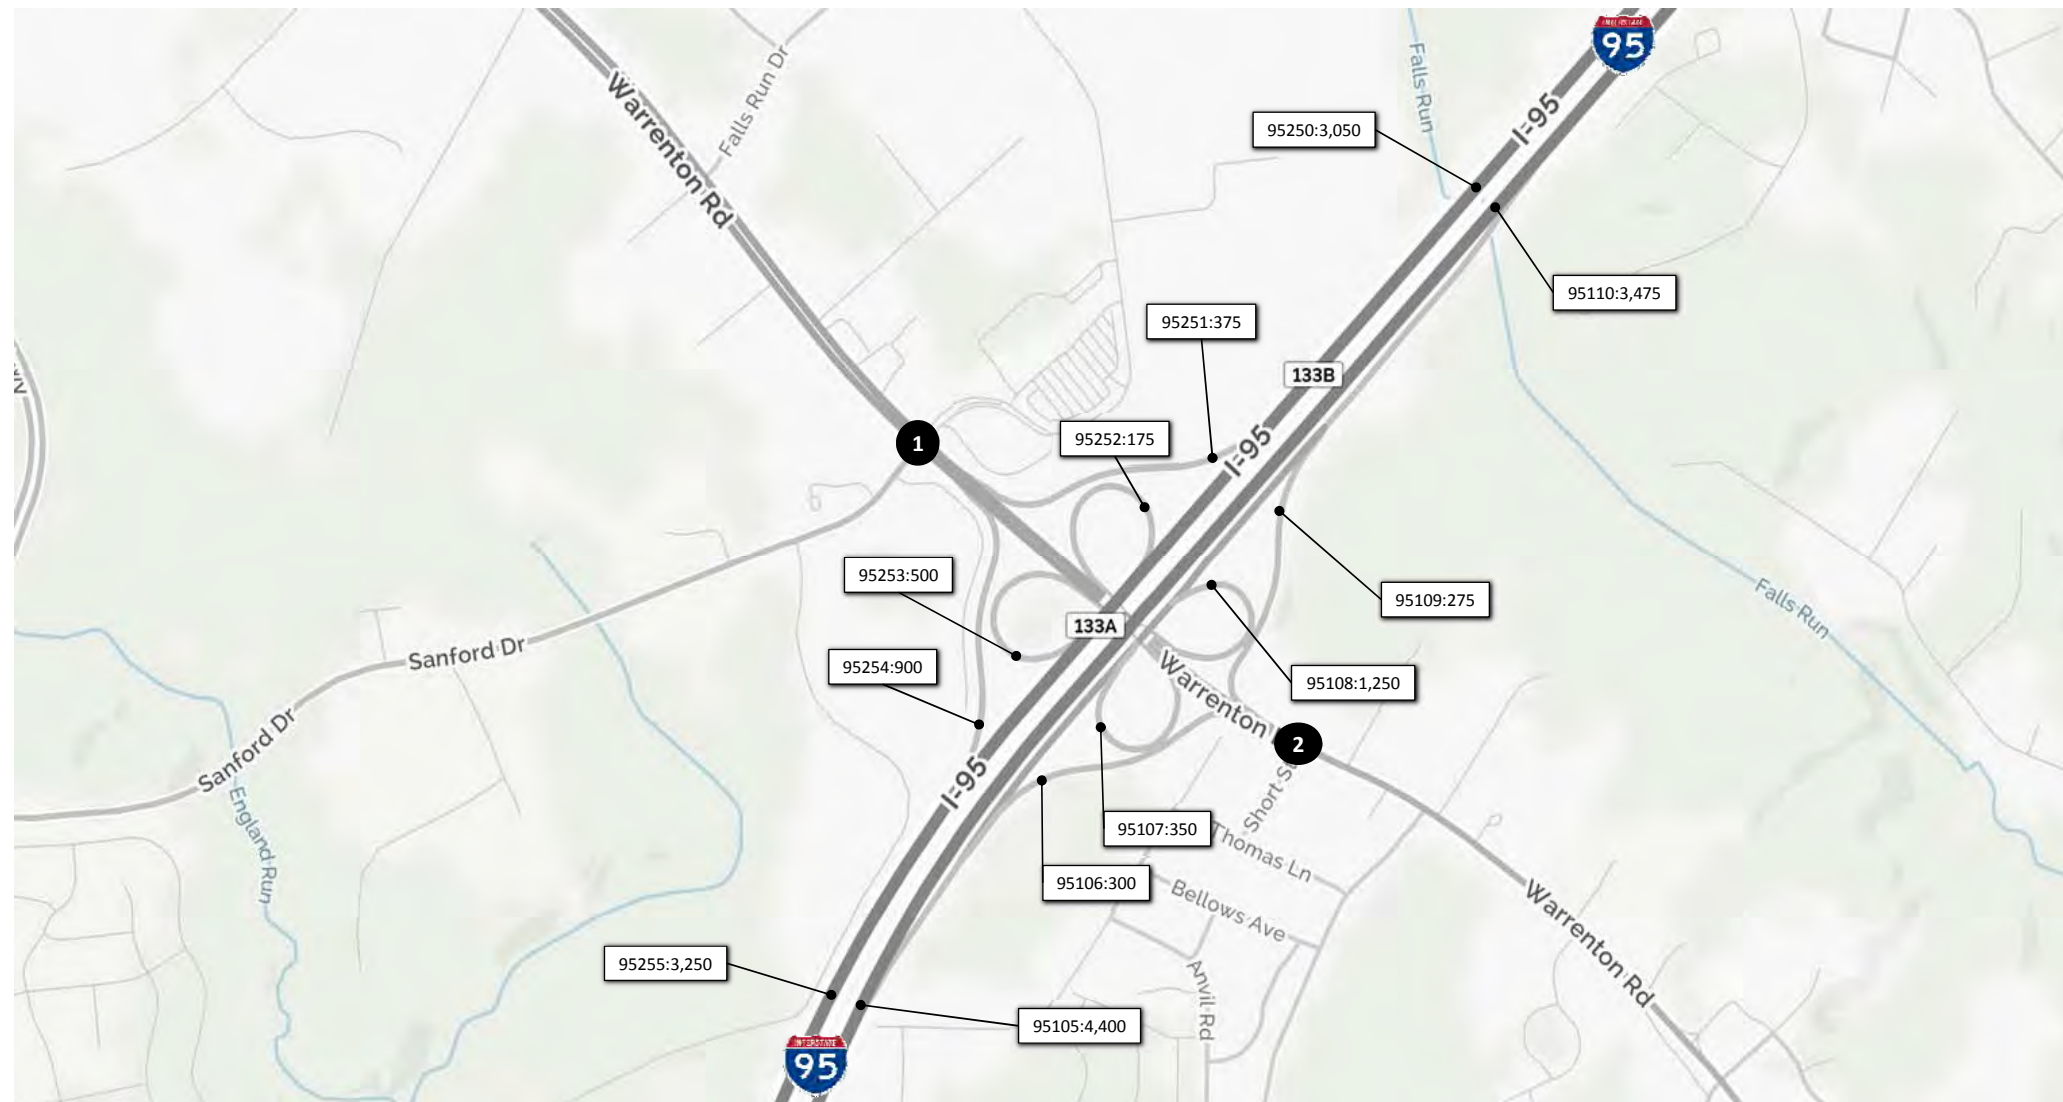 INTERSTATE
95
Falls Run Dr
Falls Run
Warrenton Rd
I-95
95250:3,050
95110:3,475
95251:375
133B
95252:175
1
I-95
95253:500
95109:275
Falls Run
133A
Sanford Dr
95254:900
95108:1,250
Warrenton
2
Sanford Dr
I-95
Short St
England Run
95107:350
Thomas Ln
95106:300
Bellows Ave
Warrenton Rd
95255:3,250
Anvil Rd
95105:4,400
INTERSTATE
95